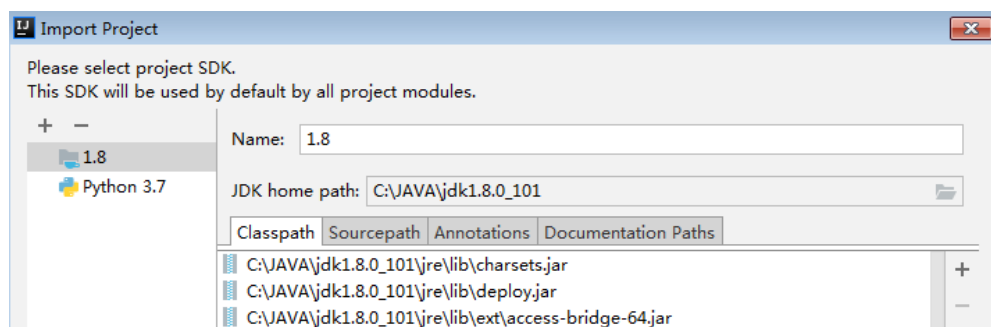 Import Project
Please select project SDK.
This SDK will be used by default by all project modules.
1.8
Python 3.7
Name: 1.8
JDK home path: C:\JAVA\jdk1.8.0_101
Classpath Sourcepath Annotations Documentation Paths
C:\JAVA\jdk1.8.0_101\jre\lib\charsets.jar
C:\JAVA\jdk1.8.0_101\jre\lib\deploy.jar
C:\JAVA\jdk1.8.0_101\jre\lib\ext\access-bridge-64.jar